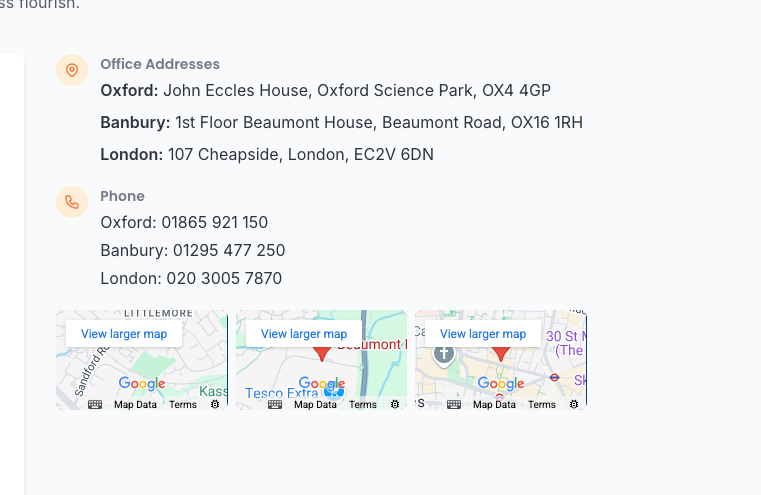 ss flourish.
Office Addresses
Oxford: John Eccles House, Oxford Science Park, OX4 4GP
Banbury: 1st Floor Beaumont House, Beaumont Road, OX16 1RH
London: 107 Cheapside, London, EC2V 6DN
Phone
Oxford: 01865 921 150
Banbury: 01295 477 250
London: 020 3005 7870
LITTLEMORE
View larger map
Sandford Ro
Google
Kass
Map Data Terms
View larger map
Beaumont
Google
Tesco Extra
Map Data Terms
View larger map
Ca
30 St M
(The
Google
Sk
Map Data Terms